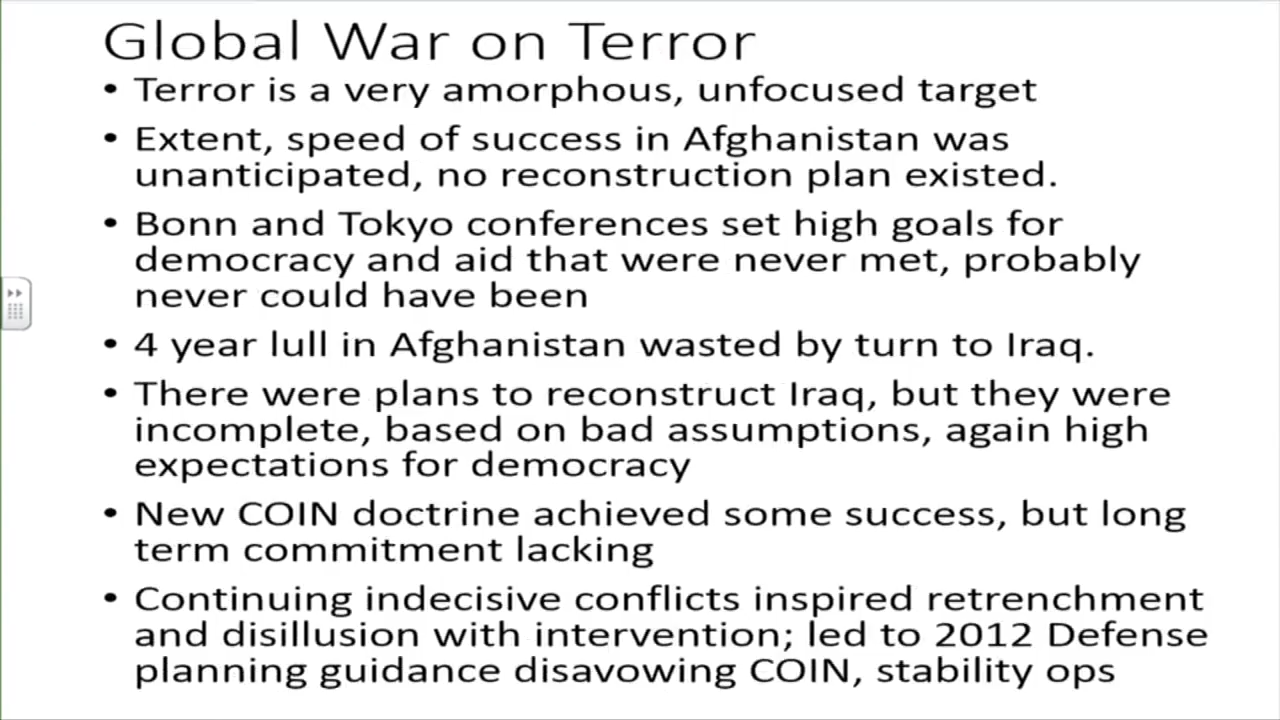 Global War on Terror
• Terror is a very amorphous, unfocused target
• Extent, speed of success in Afghanistan was
unanticipated, no reconstruction plan existed.
• Bonn and Tokyo conferences set high goals for
democracy and aid that were never met, probably
never could have been
• 4 year lull in Afghanistan wasted by turn to Iraq.
• There were plans to reconstruct Iraq, but they were
incomplete, based on bad assumptions, again high
expectations for democracy
• New COIN doctrine achieved some success, but long
term commitment lacking
• Continuing indecisive conflicts inspired retrenchment
and disillusion with intervention; led to 2012 Defense
planning guidance disavowing COIN, stability ops